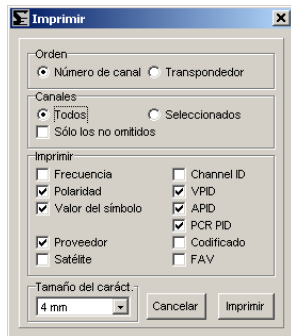 Imprimir
Orden
Número de canal Transpondedor
Canales
Todos Seleccionados
Sólo los no omitidos
Imprimir
Frecuencia Channel ID
Polaridad VPID
Valor del símbolo APID
PCR PID
Proveedor Codificado
Satélite FAV
Tamaño del caráct.
4 mm Cancelar Imprimir